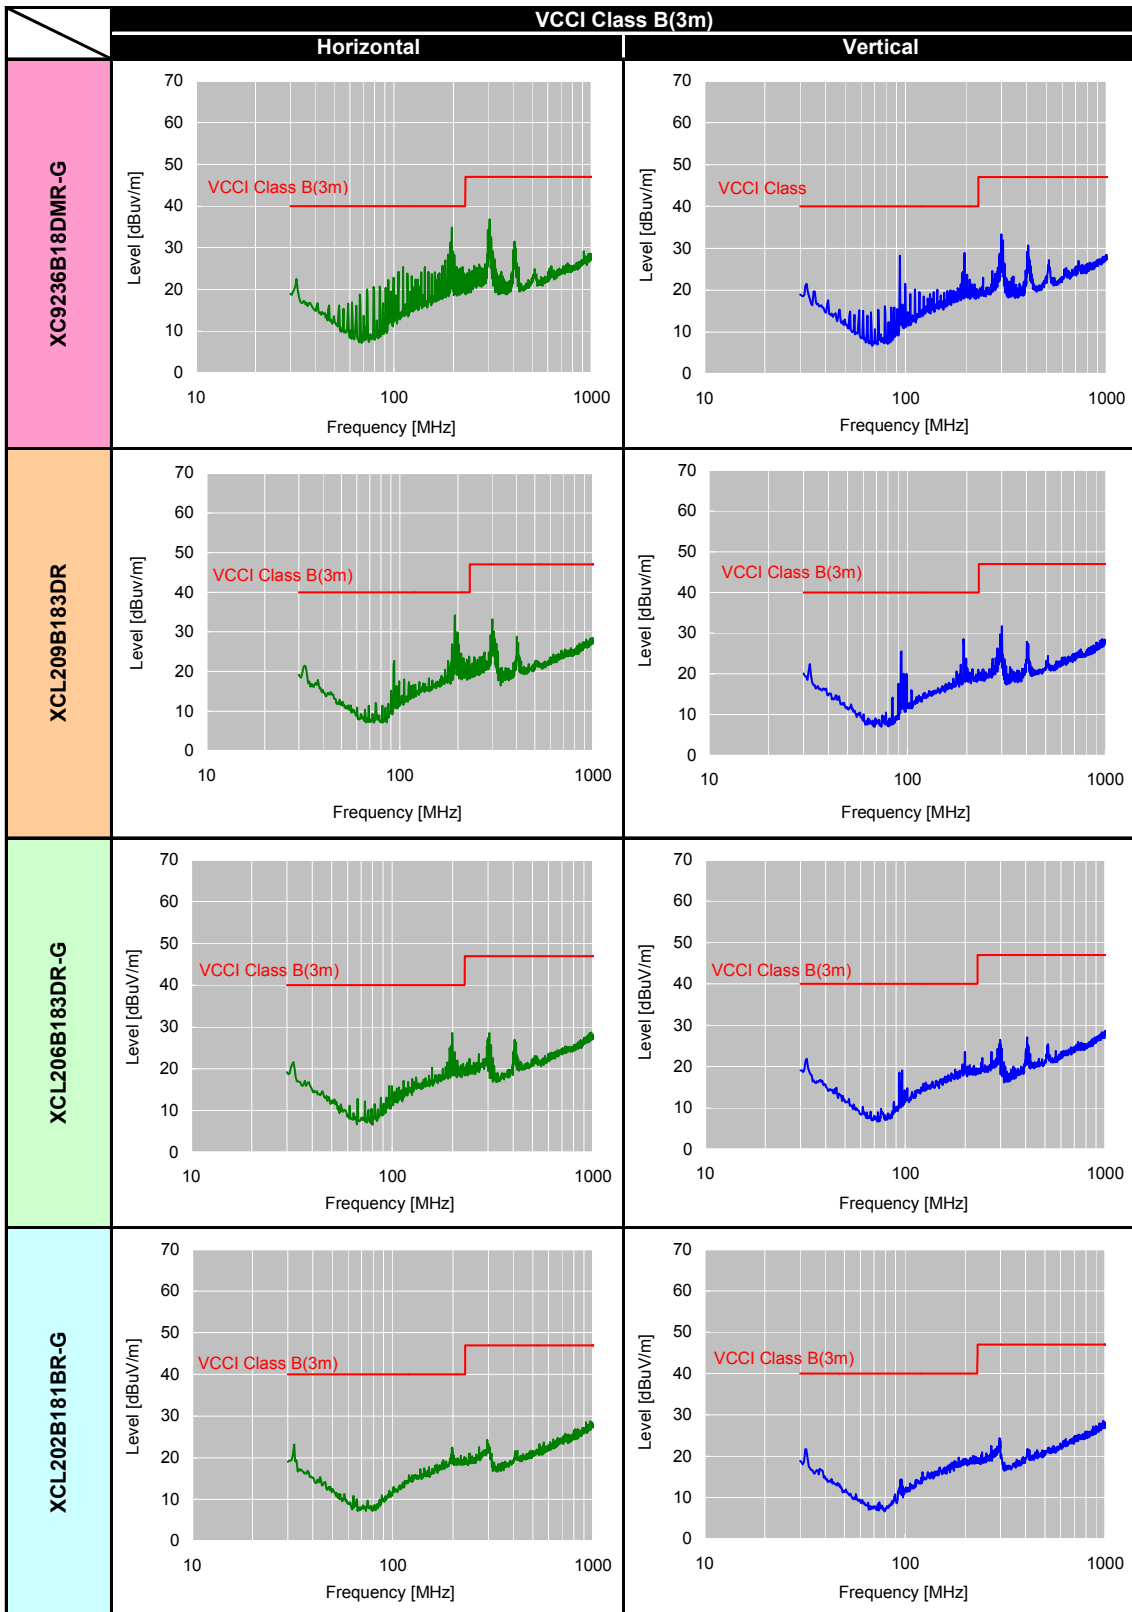 VCCI Class B(3m)
Horizontal
Vertical
XC9236B18DMR-G
Level [dBuv/m]
70
60
50
40
30
20
10
0
VCCI Class B(3m)
10
100
1000
Frequency [MHz]
Level [dBuv/m]
70
60
50
40
30
20
10
0
VCCI Class
10
100
1000
Frequency [MHz]
XCL209B183DR
Level [dBuv/m]
70
60
50
40
30
20
10
0
VCCI Class B(3m)
10
100
1000
Frequency [MHz]
Level [dBuv/m]
70
60
50
40
30
20
10
0
VCCI Class B(3m)
10
100
1000
Frequency [MHz]
XCL206B183DR-G
Level [dBuV/m]
70
60
50
40
30
20
10
0
VCCI Class B(3m)
10
100
1000
Frequency [MHz]
Level [dBuV/m]
70
60
50
40
30
20
10
0
VCCI Class B(3m)
10
100
1000
Frequency [MHz]
XCL202B181BR-G
Level [dBuV/m]
70
60
50
40
30
20
10
0
VCCI Class B(3m)
10
100
1000
Frequency [MHz]
Level [dBuV/m]
70
60
50
40
30
20
10
0
VCCI Class B(3m)
10
100
1000
Frequency [MHz]